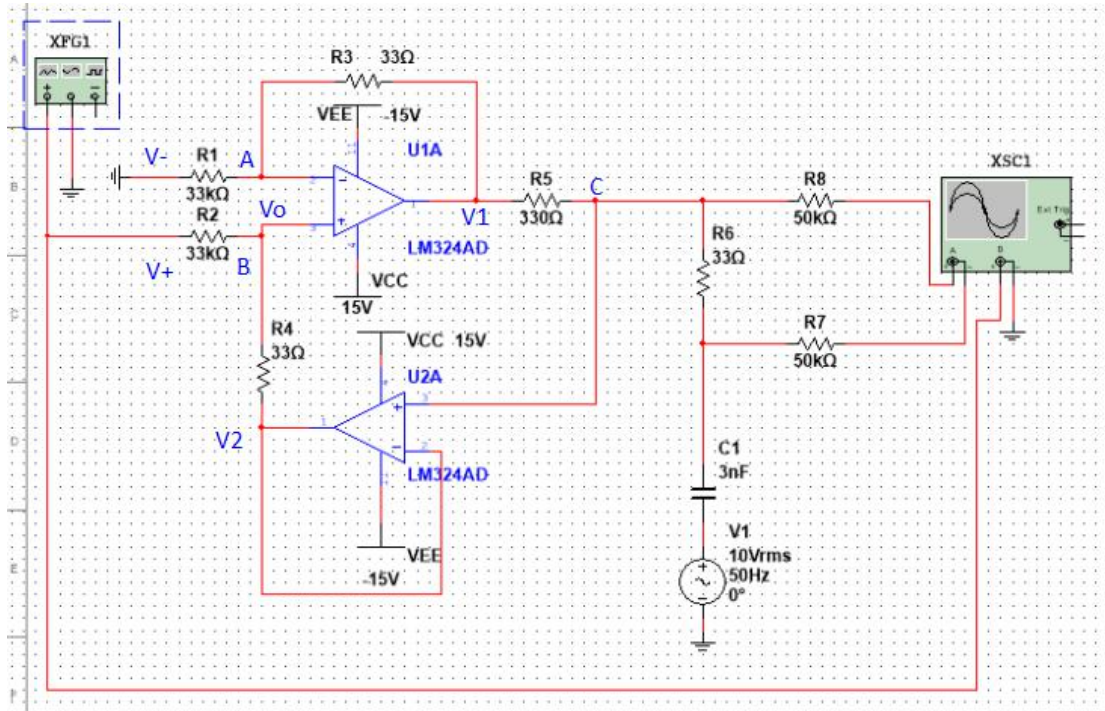 XFG1
R3 33Ω
VEE -15V
U1A
V- R1 A
33kΩ
Vo
R2
33kΩ
V+ B
LM324AD
VCC
15V
V1
R5
330Ω
C
R8
50kΩ
XSC1
Ext Trig
A B
R6
33Ω
R7
50kΩ
R4
33Ω
VCC 15V
U2A
V2
LM324AD
VEE
-15V
C1
3nF
V1
10Vrms
50Hz
0°